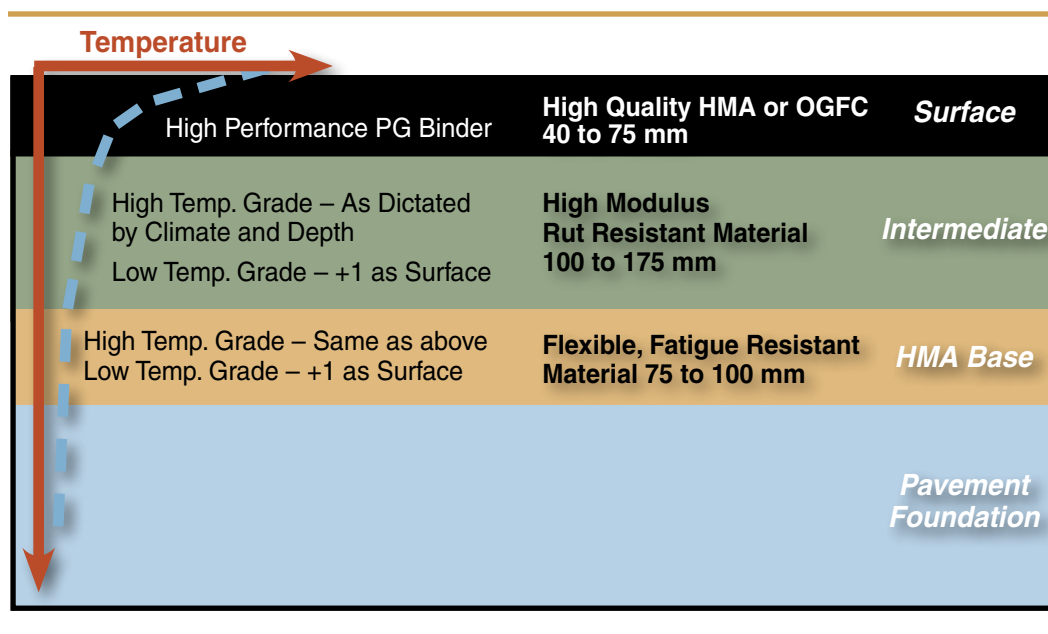 Temperature
High Performance PG Binder
High Quality HMA or OGFC
40 to 75 mm
Surface
High Temp. Grade – As Dictated
by Climate and Depth
Low Temp. Grade – +1 as Surface
High Modulus
Rut Resistant Material
100 to 175 mm
Intermediate
High Temp. Grade – Same as above
Low Temp. Grade – +1 as Surface
Flexible, Fatigue Resistant
Material 75 to 100 mm
HMA Base
Pavement
Foundation